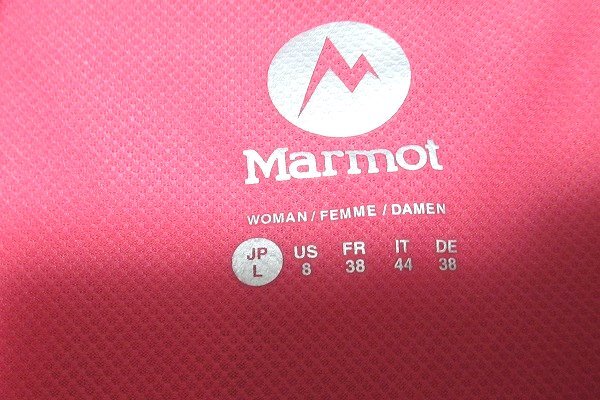 Marmot
WOMAN / FEMME / DAMEN
JP US FR IT DE
L 8 38 44 38